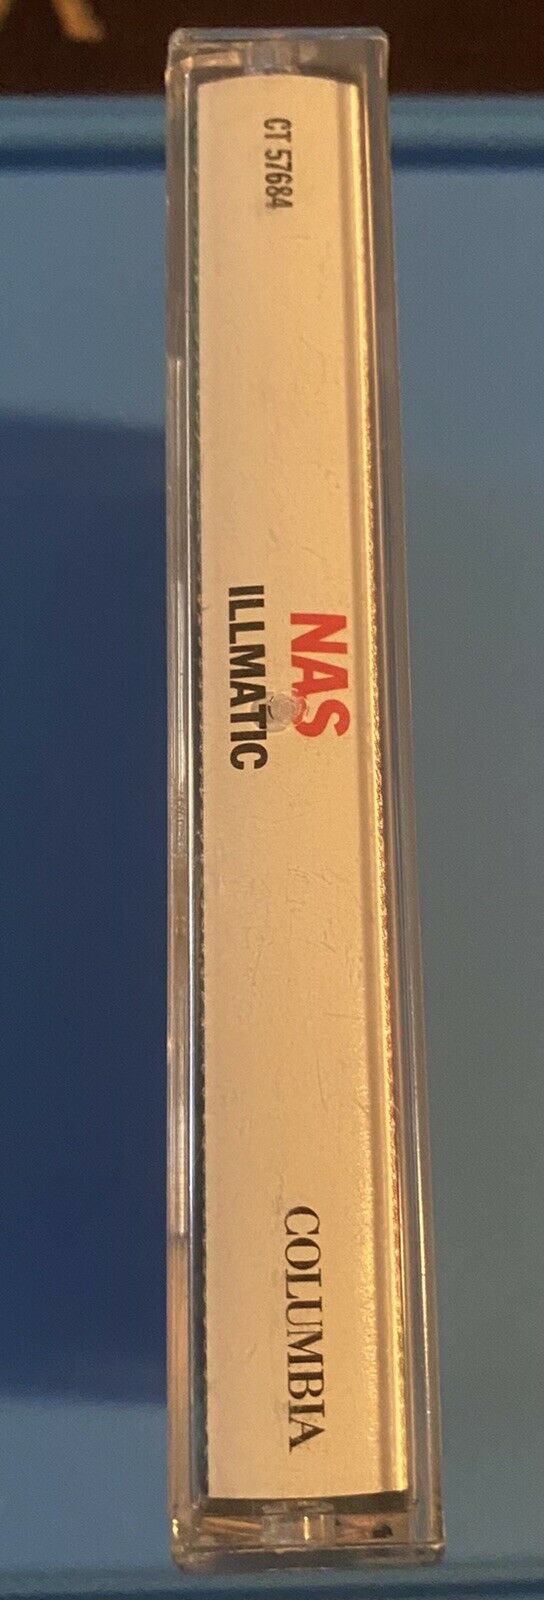 CT 57684
NAS
ILLMATIC
COLUMBIA